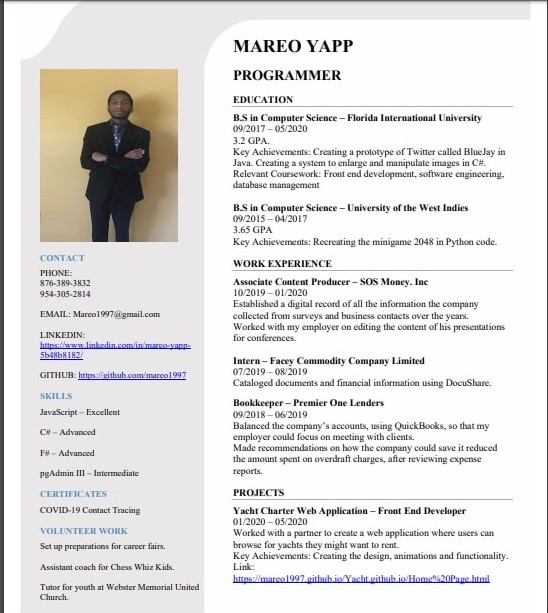 MAREO YAPP
PROGRAMMER
EDUCATION
B.S in Computer Science – Florida International University
09/2017 – 05/2020
3.2 GPA.
Key Achievements: Creating a prototype of Twitter called BlueJay in
Java. Creating a system to enlarge and manipulate images in C#.
Relevant Coursework: Front end development, software engineering,
database management
B.S in Computer Science – University of the West Indies
09/2015 – 04/2017
3.65 GPA
Key Achievements: Recreating the minigame 2048 in Python code.
WORK EXPERIENCE
Associate Content Producer – SOS Money. Inc
10/2019 – 01/2020
Established a digital record of all the information the company
collected from surveys and business contacts over the years.
Worked with my employer on editing the content of his presentations
for conferences.
Intern – Facey Commodity Company Limited
07/2019 – 08/2019
Cataloged documents and financial information using DocuShare.
Bookkeeper – Premier One Lenders
09/2018 – 06/2019
Balanced the company’s accounts, using QuickBooks, so that my
employer could focus on meeting with clients.
Made recommendations on how the company could save it reduced
the amount spent on overdraft charges, after reviewing expense
reports.
PROJECTS
Yacht Charter Web Application – Front End Developer
01/2020 – 05/2020
Worked with a partner to create a web application where users can
browse for yachts they might want to rent.
Key Achievements: Creating the design, animations and functionality.
Link:
https://mareo1997.github.io/Yacht.github.io/Home%20Page.html
CONTACT
PHONE:
876-389-3832
954-305-2814
EMAIL: Mareo1997@gmail.com
LINKEDIN:
https://www.linkedin.com/in/mareo-yapp-
5b48b8182/
GITHUB: https://github.com/mareo1997
SKILLS
JavaScript – Excellent
C# – Advanced
F# – Advanced
pgAdmin III – Intermediate
CERTIFICATES
COVID-19 Contact Tracing
VOLUNTEER WORK
Set up preparations for career fairs.
Assistant coach for Chess Whiz Kids.
Tutor for youth at Webster Memorial United
Church.